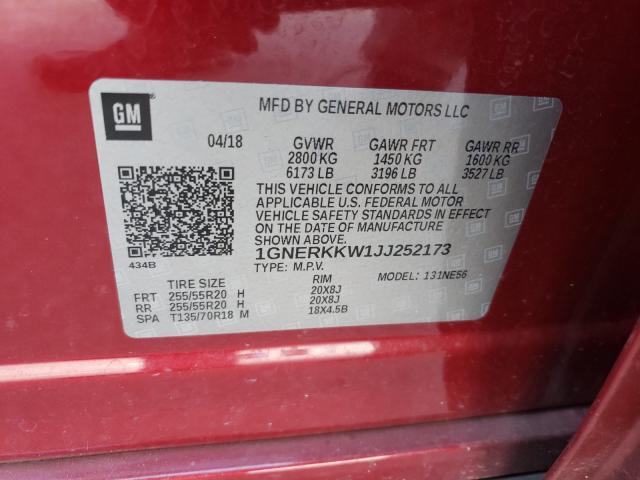 GM
MFD BY GENERAL MOTORS LLC
04/18 GVWR GAWR FRT GAWR RR
2800 KG 1450 KG 1600 KG
6173 LB 3196 LB 3527 LB
THIS VEHICLE CONFORMS TO ALL
APPLICABLE U.S. FEDERAL MOTOR
VEHICLE SAFETY STANDARDS IN EFFECT
ON THE DATE OF MANUFACTURE
SHOWN ABOVE.
434B
1GNERKKW1JJ252173
TYPE: M.P.V. MODEL: 131NE56
TIRE SIZE RIM
FRT 255/55R20 H 20X8J
RR 255/55R20 H 20X8J
SPA T135/70R18 M 18X4.5B